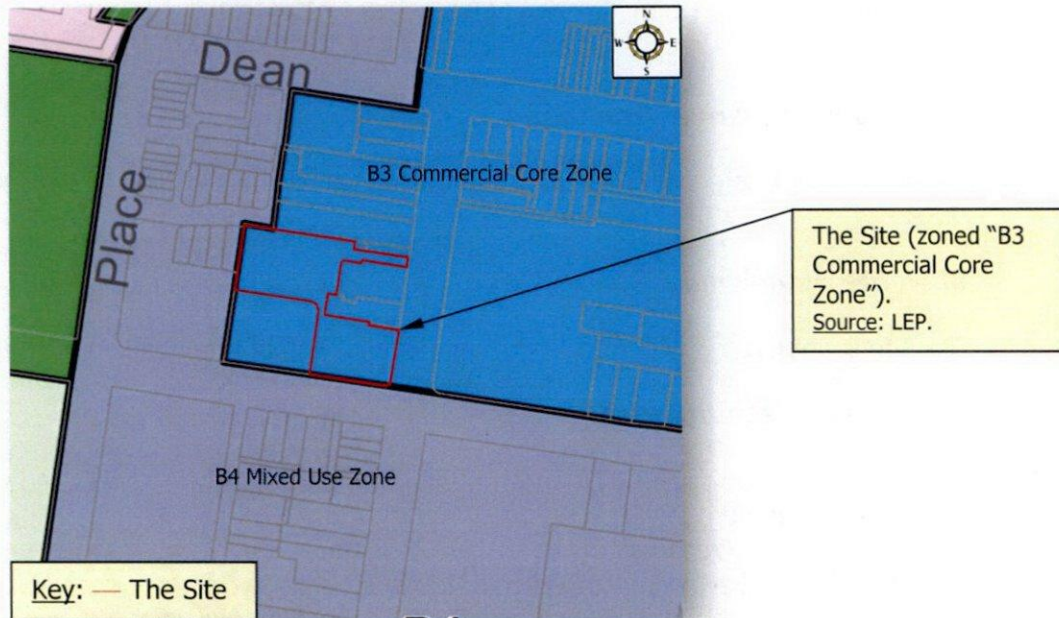 N
W E
S
Dean
B3 Commercial Core Zone
Place
The Site (zoned “B3
Commercial Core
Zone”).
Source: LEP.
B4 Mixed Use Zone
Key: — The Site